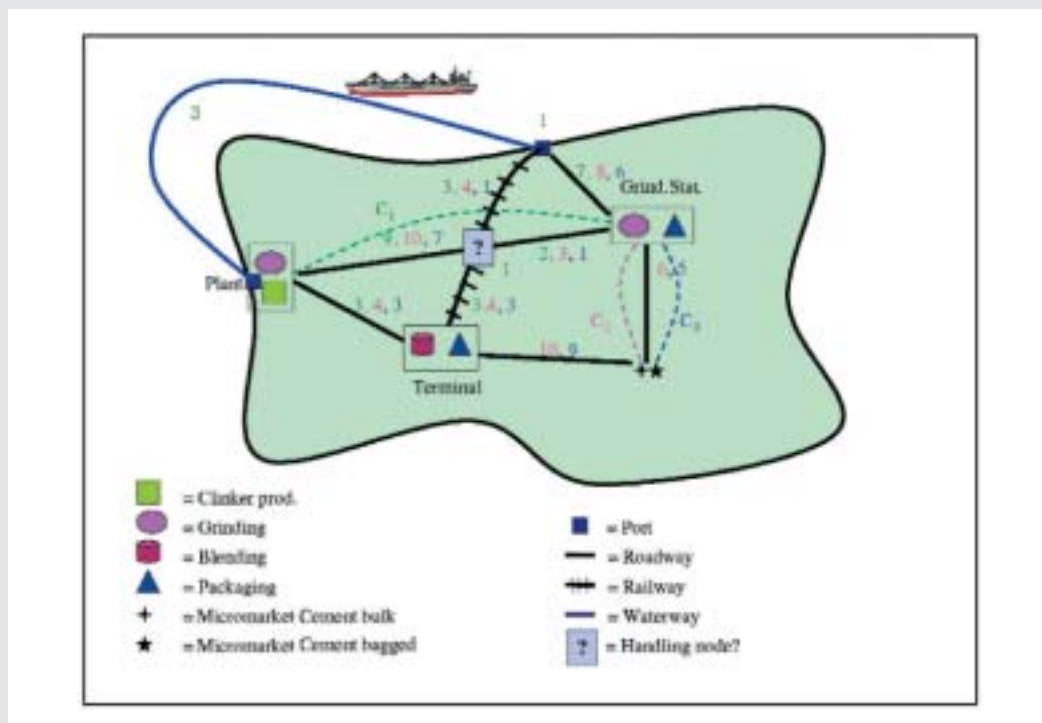 3
1
7, 8, 6
3, 4, 1
Grind.Stat.
C1
10, 7
?
2, 3, 1
1
6, 5
Plant
3, 4, 3
3 4, 3
C2
C3
10, 9
Terminal
= Clinker prod.
= Grinding
= Blending
= Packaging
= Micromarket Cement bulk
= Micromarket Cement bagged
= Port
= Roadway
= Railway
= Waterway
? = Handling node?